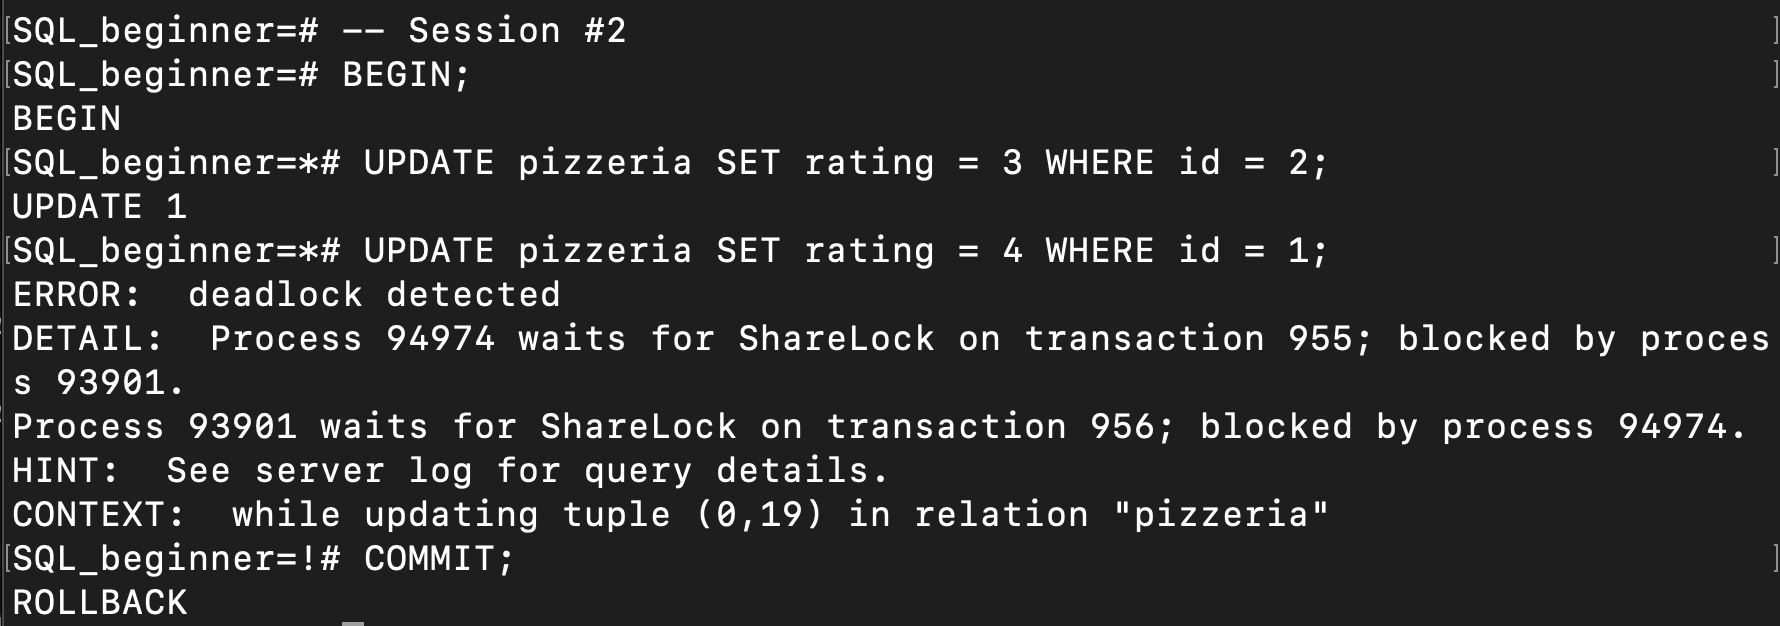 SQL_beginner=# -- Session #2
SQL_beginner=# BEGIN;
BEGIN
SQL_beginner=*# UPDATE pizzeria SET rating = 3 WHERE id = 2;
UPDATE 1
SQL_beginner=*# UPDATE pizzeria SET rating = 4 WHERE id = 1;
ERROR:  deadlock detected
DETAIL:  Process 94974 waits for ShareLock on transaction 955; blocked by proces
s 93901.
Process 93901 waits for ShareLock on transaction 956; blocked by process 94974.
HINT:  See server log for query details.
CONTEXT:  while updating tuple (0,19) in relation "pizzeria"
SQL_beginner=!# COMMIT;
ROLLBACK